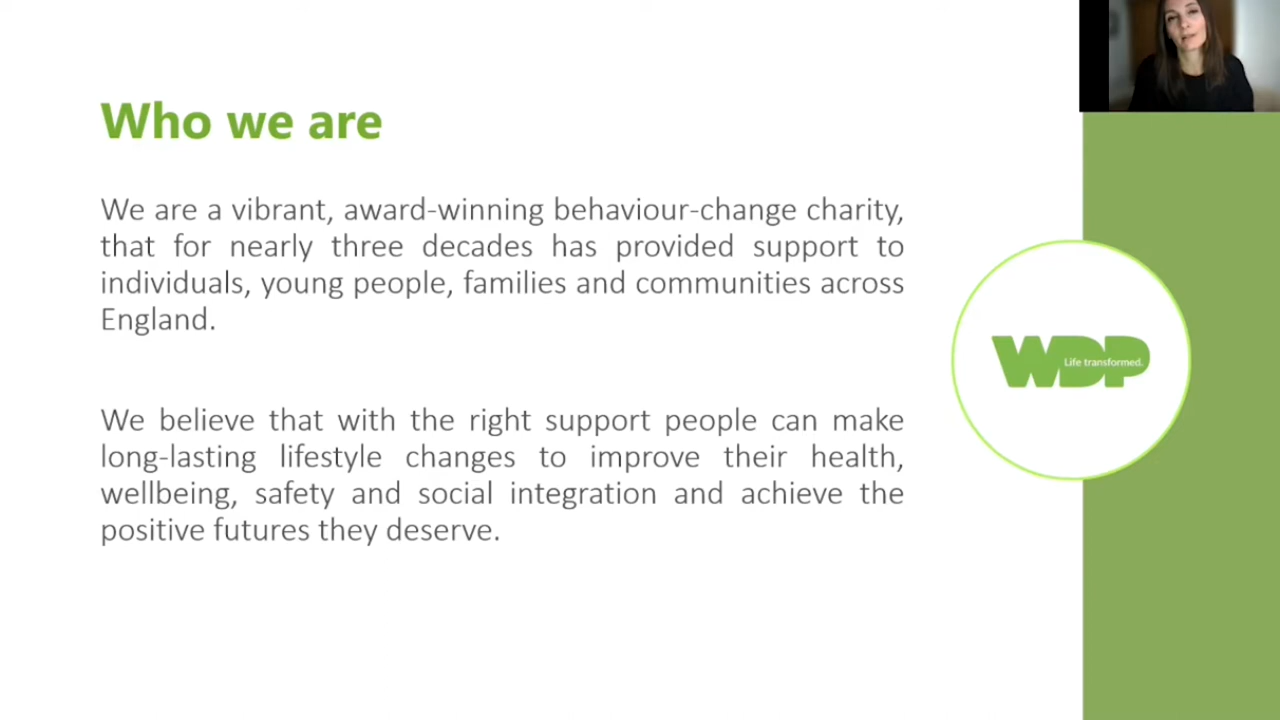 Who we are
We are a vibrant, award-winning behaviour-change charity,
that for nearly three decades has provided support to
individuals, young people, families and communities across
England.
We believe that with the right support people can make
long-lasting lifestyle changes to improve their health,
wellbeing, safety and social integration and achieve the
positive futures they deserve.
WDP
Life transformed.